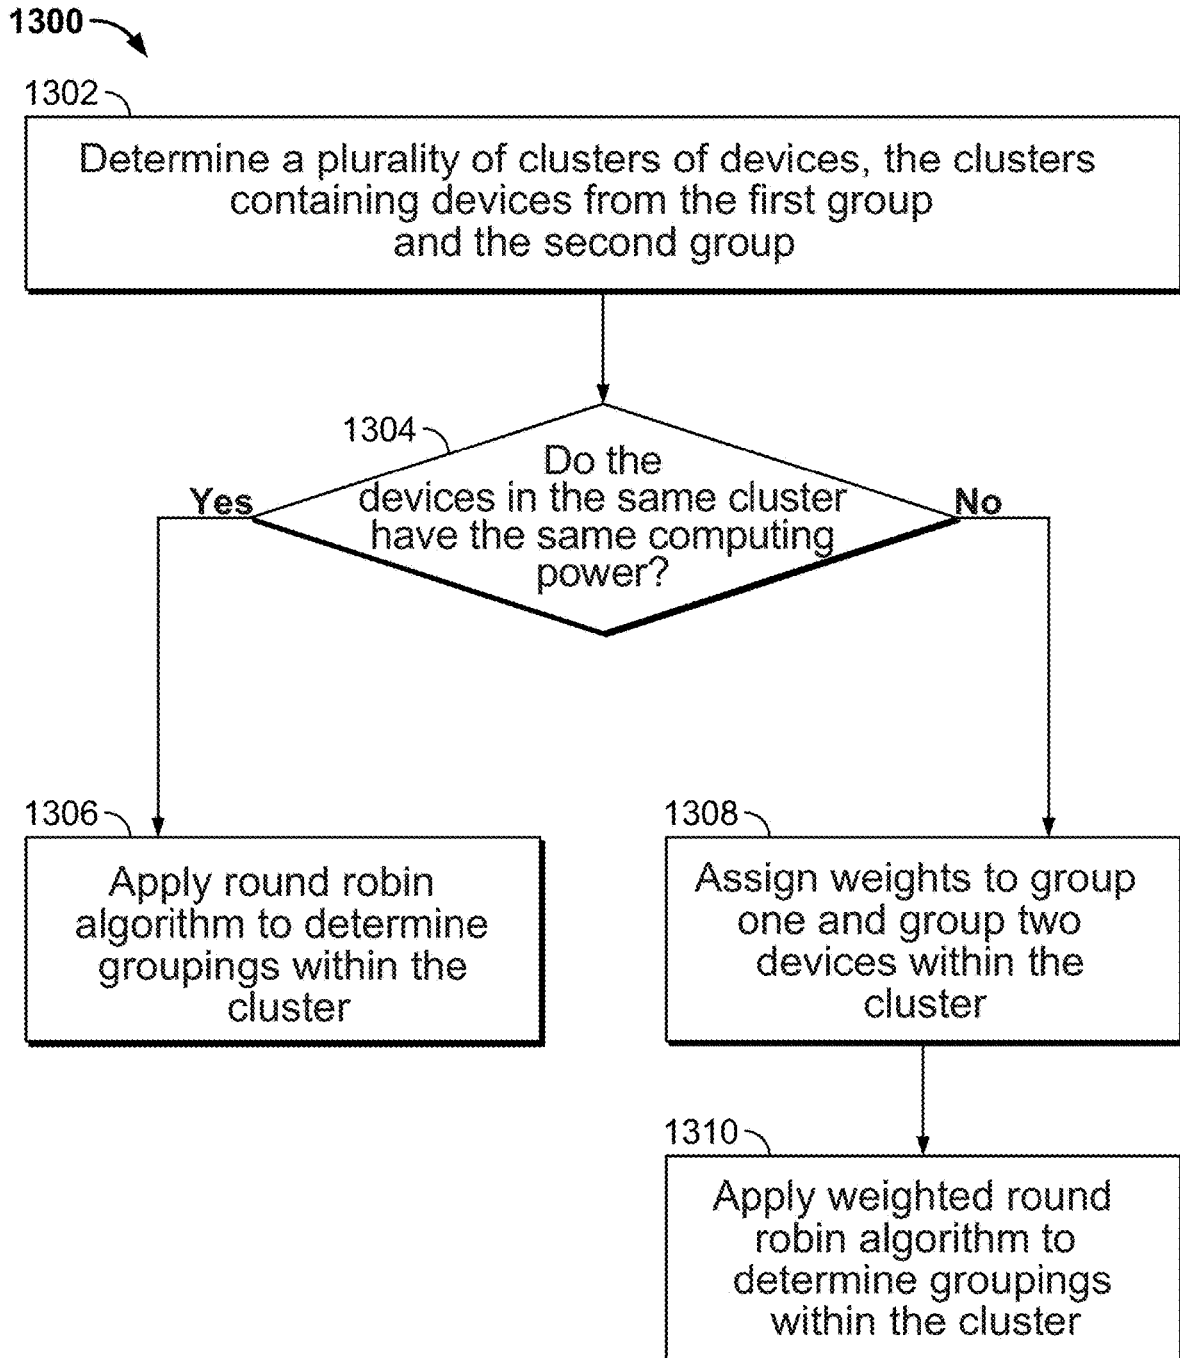 1300
1302
Determine a plurality of clusters of devices, the clusters
containing devices from the first group
and the second group
1304
Do the
devices in the same cluster
have the same computing
power?
Yes
No
1306
Apply round robin
algorithm to determine
groupings within the
cluster
1308
Assign weights to group
one and group two
devices within the
cluster
1310
Apply weighted round
robin algorithm to
determine groupings
within the cluster